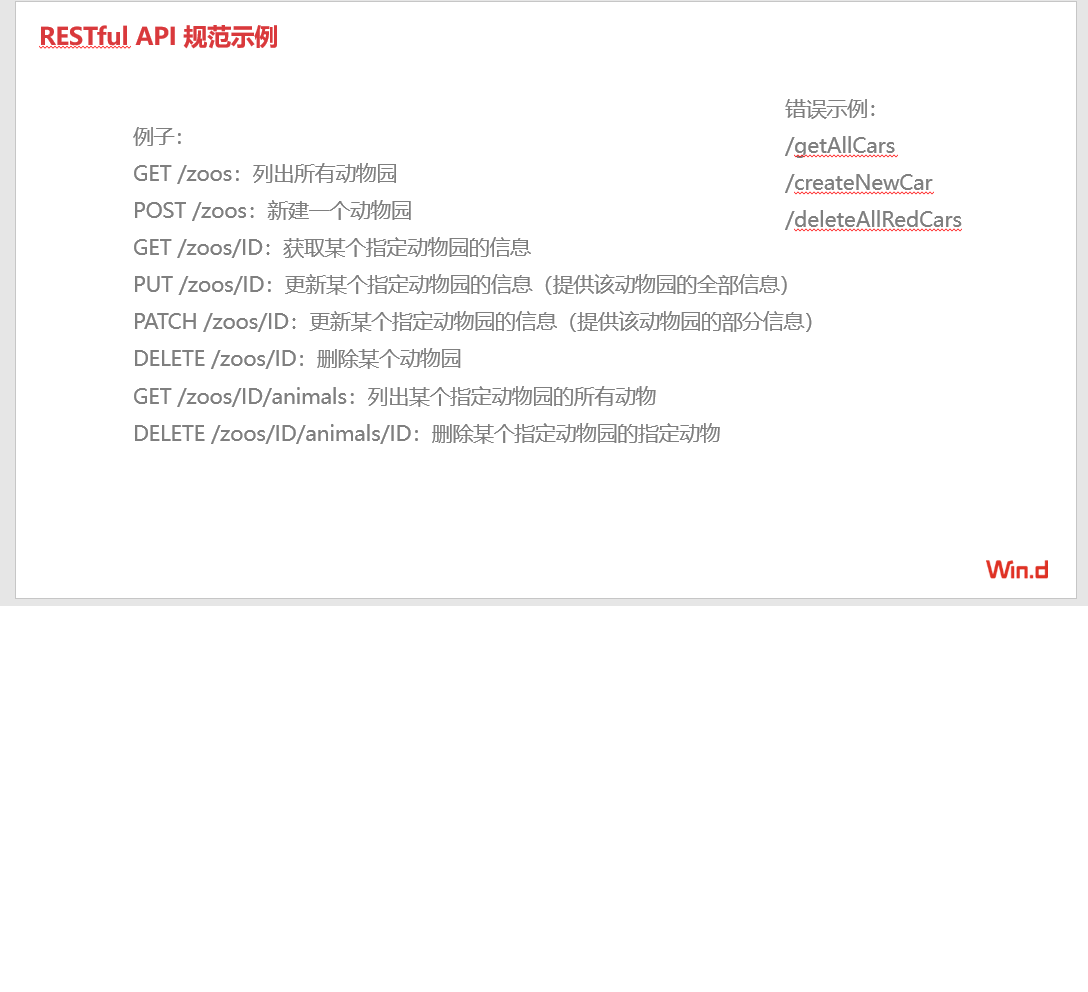 RESTful API 规范示例
例子：
GET /zoos：列出所有动物园
POST /zoos：新建一个动物园
GET /zoos/ID：获取某个指定动物园的信息
PUT /zoos/ID：更新某个指定动物园的信息（提供该动物园的全部信息）
PATCH /zoos/ID：更新某个指定动物园的信息（提供该动物园的部分信息）
DELETE /zoos/ID：删除某个动物园
GET /zoos/ID/animals：列出某个指定动物园的所有动物
DELETE /zoos/ID/animals/ID：删除某个指定动物园的指定动物
错误示例：
/getAllCars
/createNewCar
/deleteAllRedCars
Win.d